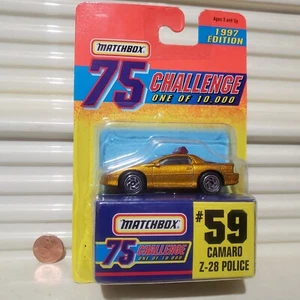 Ages 3 and Up
1997
EDITION
MATCHBOX
75 CHALLENGE
ONE OF 10,000
MATCHBOX
75 CHALLENGE
ONE OF 10,000
#59
CAMARO
Z-28 POLICE